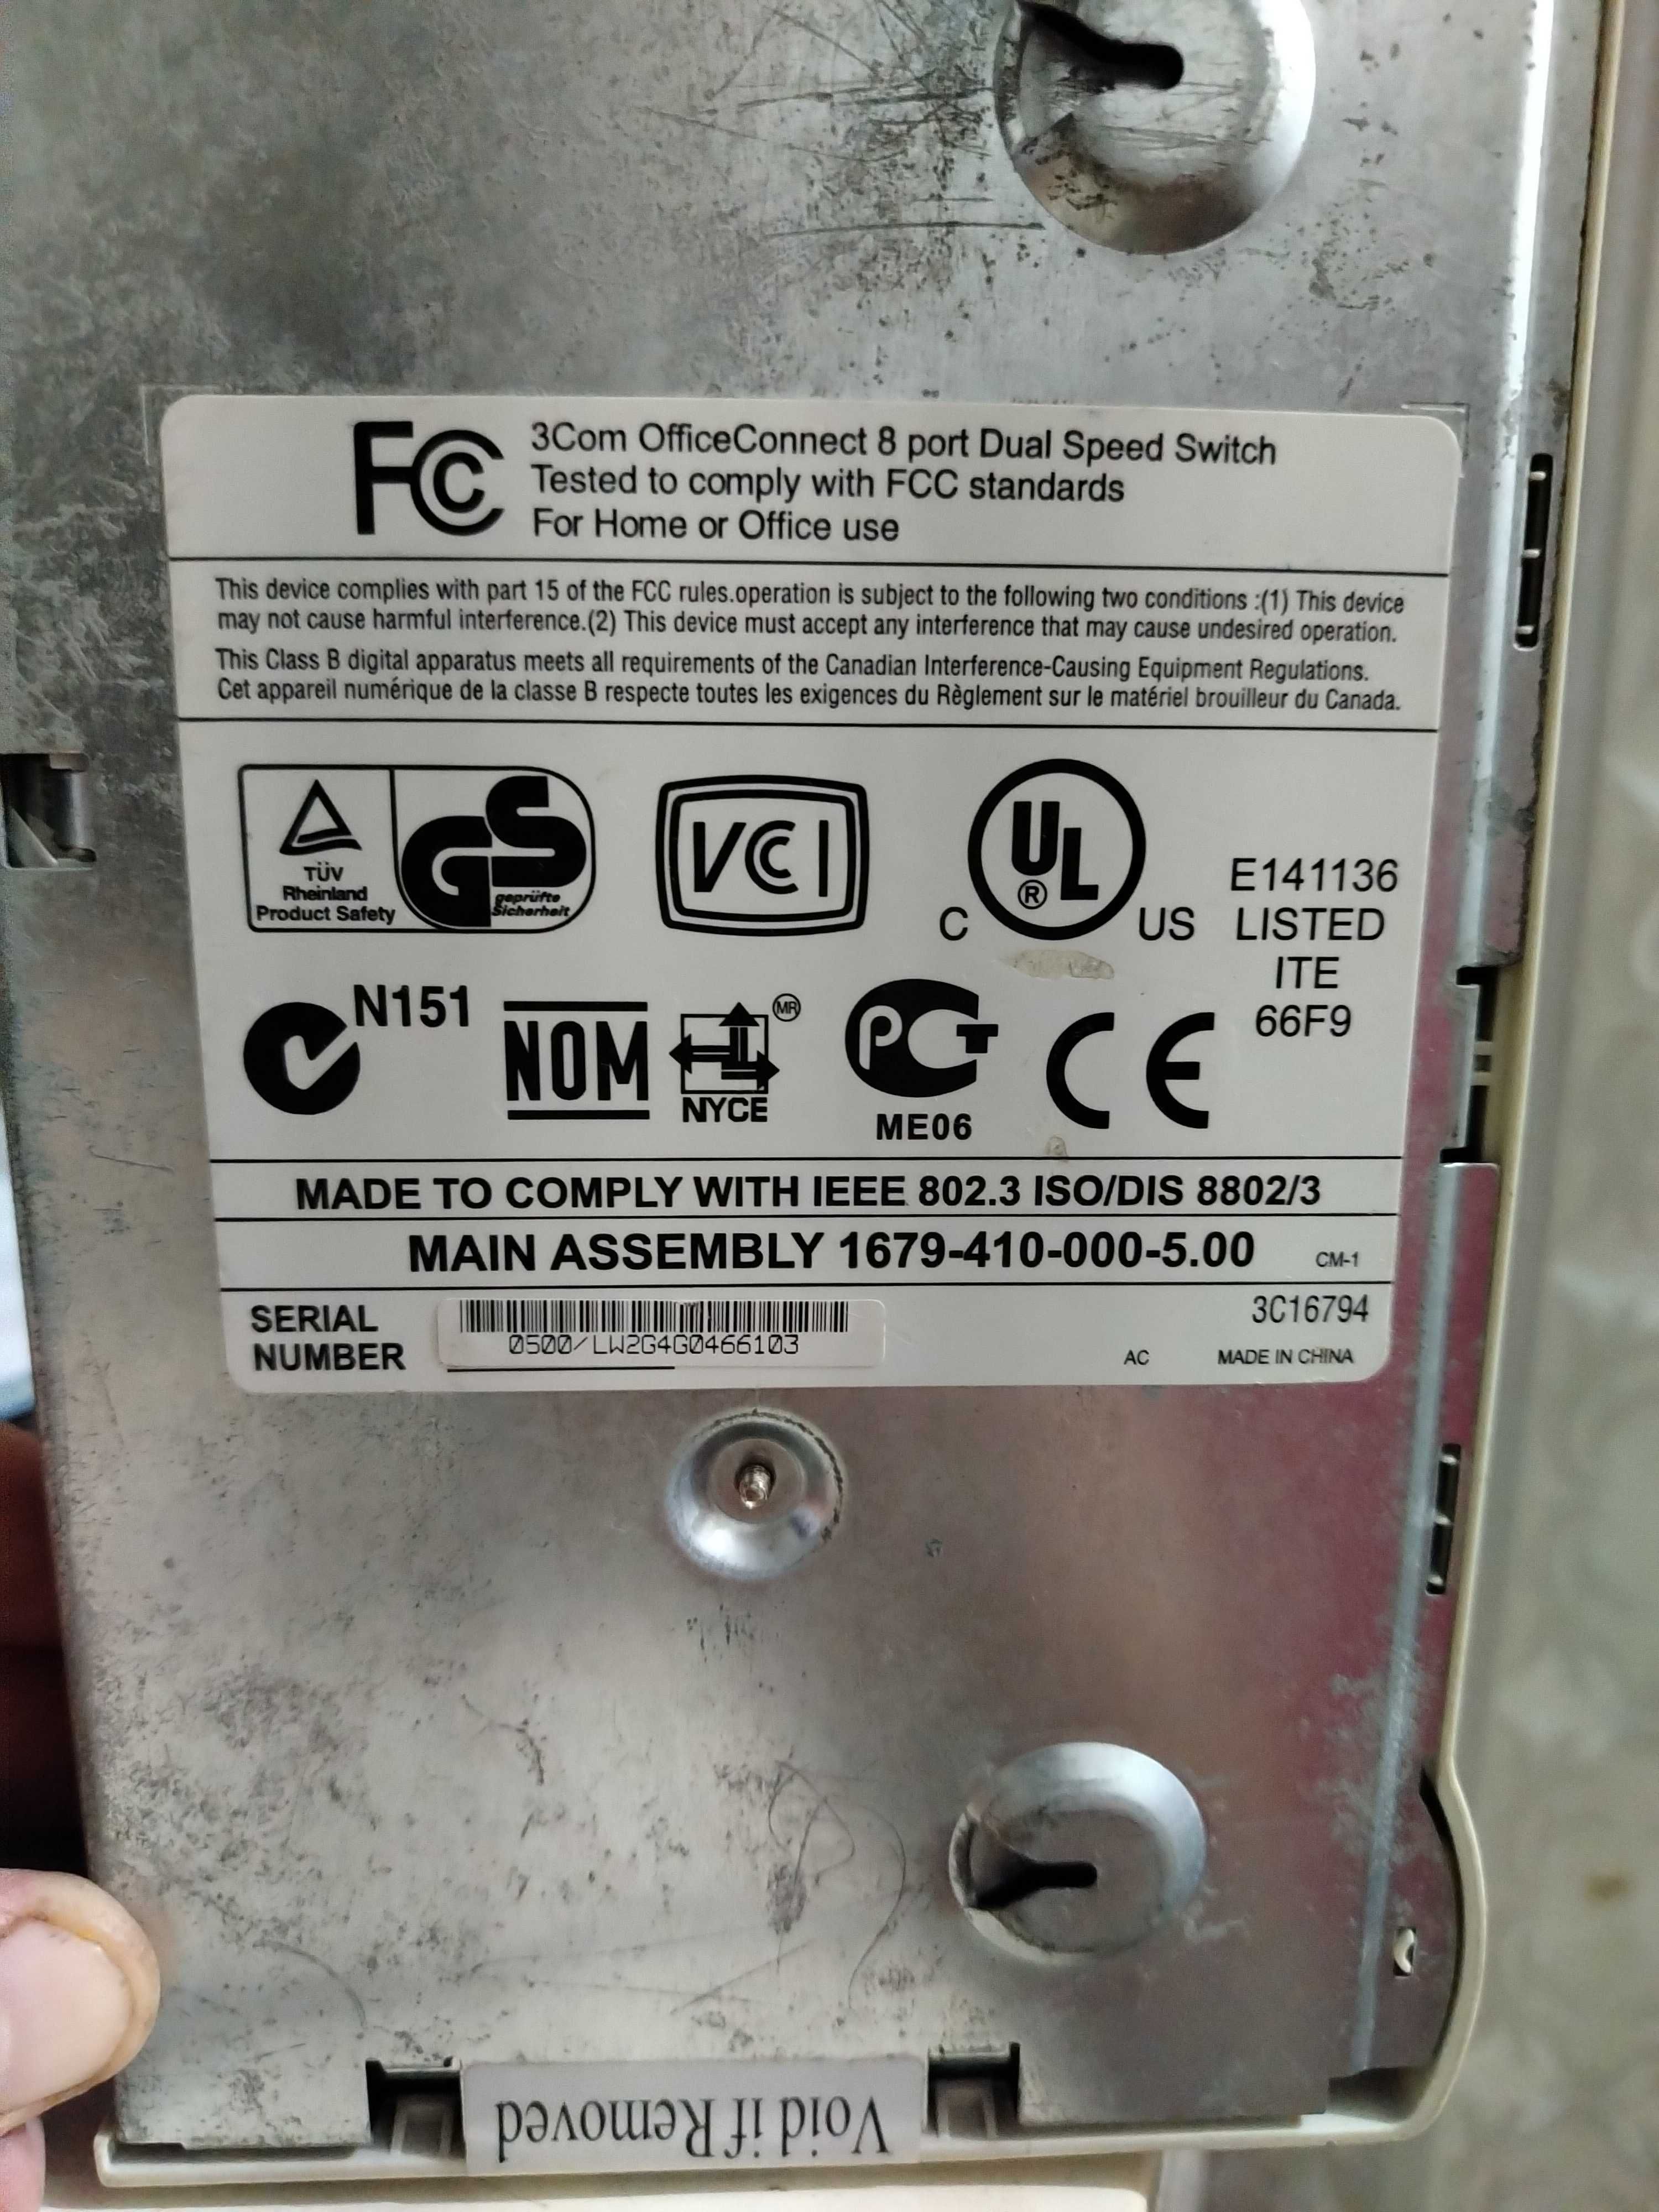 FC 3Com OfficeConnect 8 port Dual Speed Switch
Tested to comply with FCC standards
For Home or Office use
This device complies with part 15 of the FCC rules.operation is subject to the following two conditions :(1) This device
may not cause harmful interference.(2) This device must accept any interference that may cause undesired operation.
This Class B digital apparatus meets all requirements of the Canadian Interference-Causing Equipment Regulations.
Cet appareil numérique de la classe B respecte toutes les exigences du Règlement sur le matériel brouilleur du Canada.
TÜV
Rheinland
Product Safety
GS
geprüfte
Sicherheit
VCI
C UL ® US
E141136
LISTED
ITE
66F9
N151
NOM
NYCE MR
РСТ
ME06
CE
MADE TO COMPLY WITH IEEE 802.3 ISO/DIS 8802/3
MAIN ASSEMBLY 1679-410-000-5.00 CM-1
SERIAL
NUMBER
0500/LW2G4G0466103
3C16794
AC MADE IN CHINA
Void if Removed